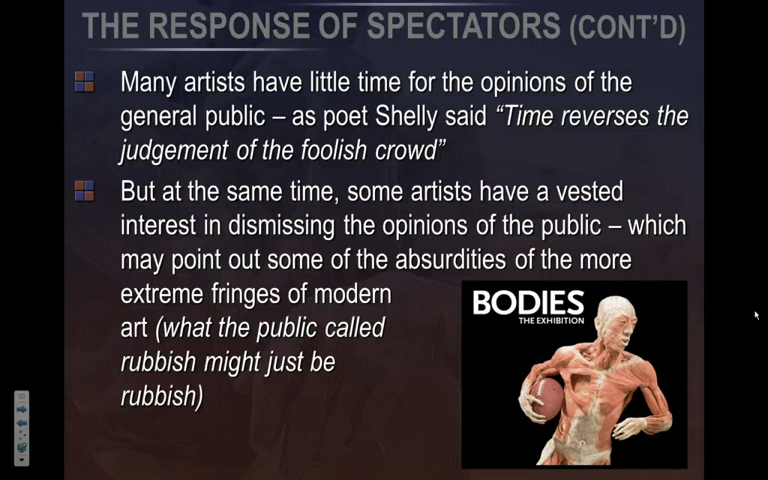 THE RESPONSE OF SPECTATORS (CONT'D)
Many artists have little time for the opinions of the
general public – as poet Shelly said “Time reverses the
judgement of the foolish crowd”
But at the same time, some artists have a vested
interest in dismissing the opinions of the public – which
may point out some of the absurdities of the more
extreme fringes of modern
art (what the public called
rubbish might just be
rubbish)
BODIES
THE EXHIBITION